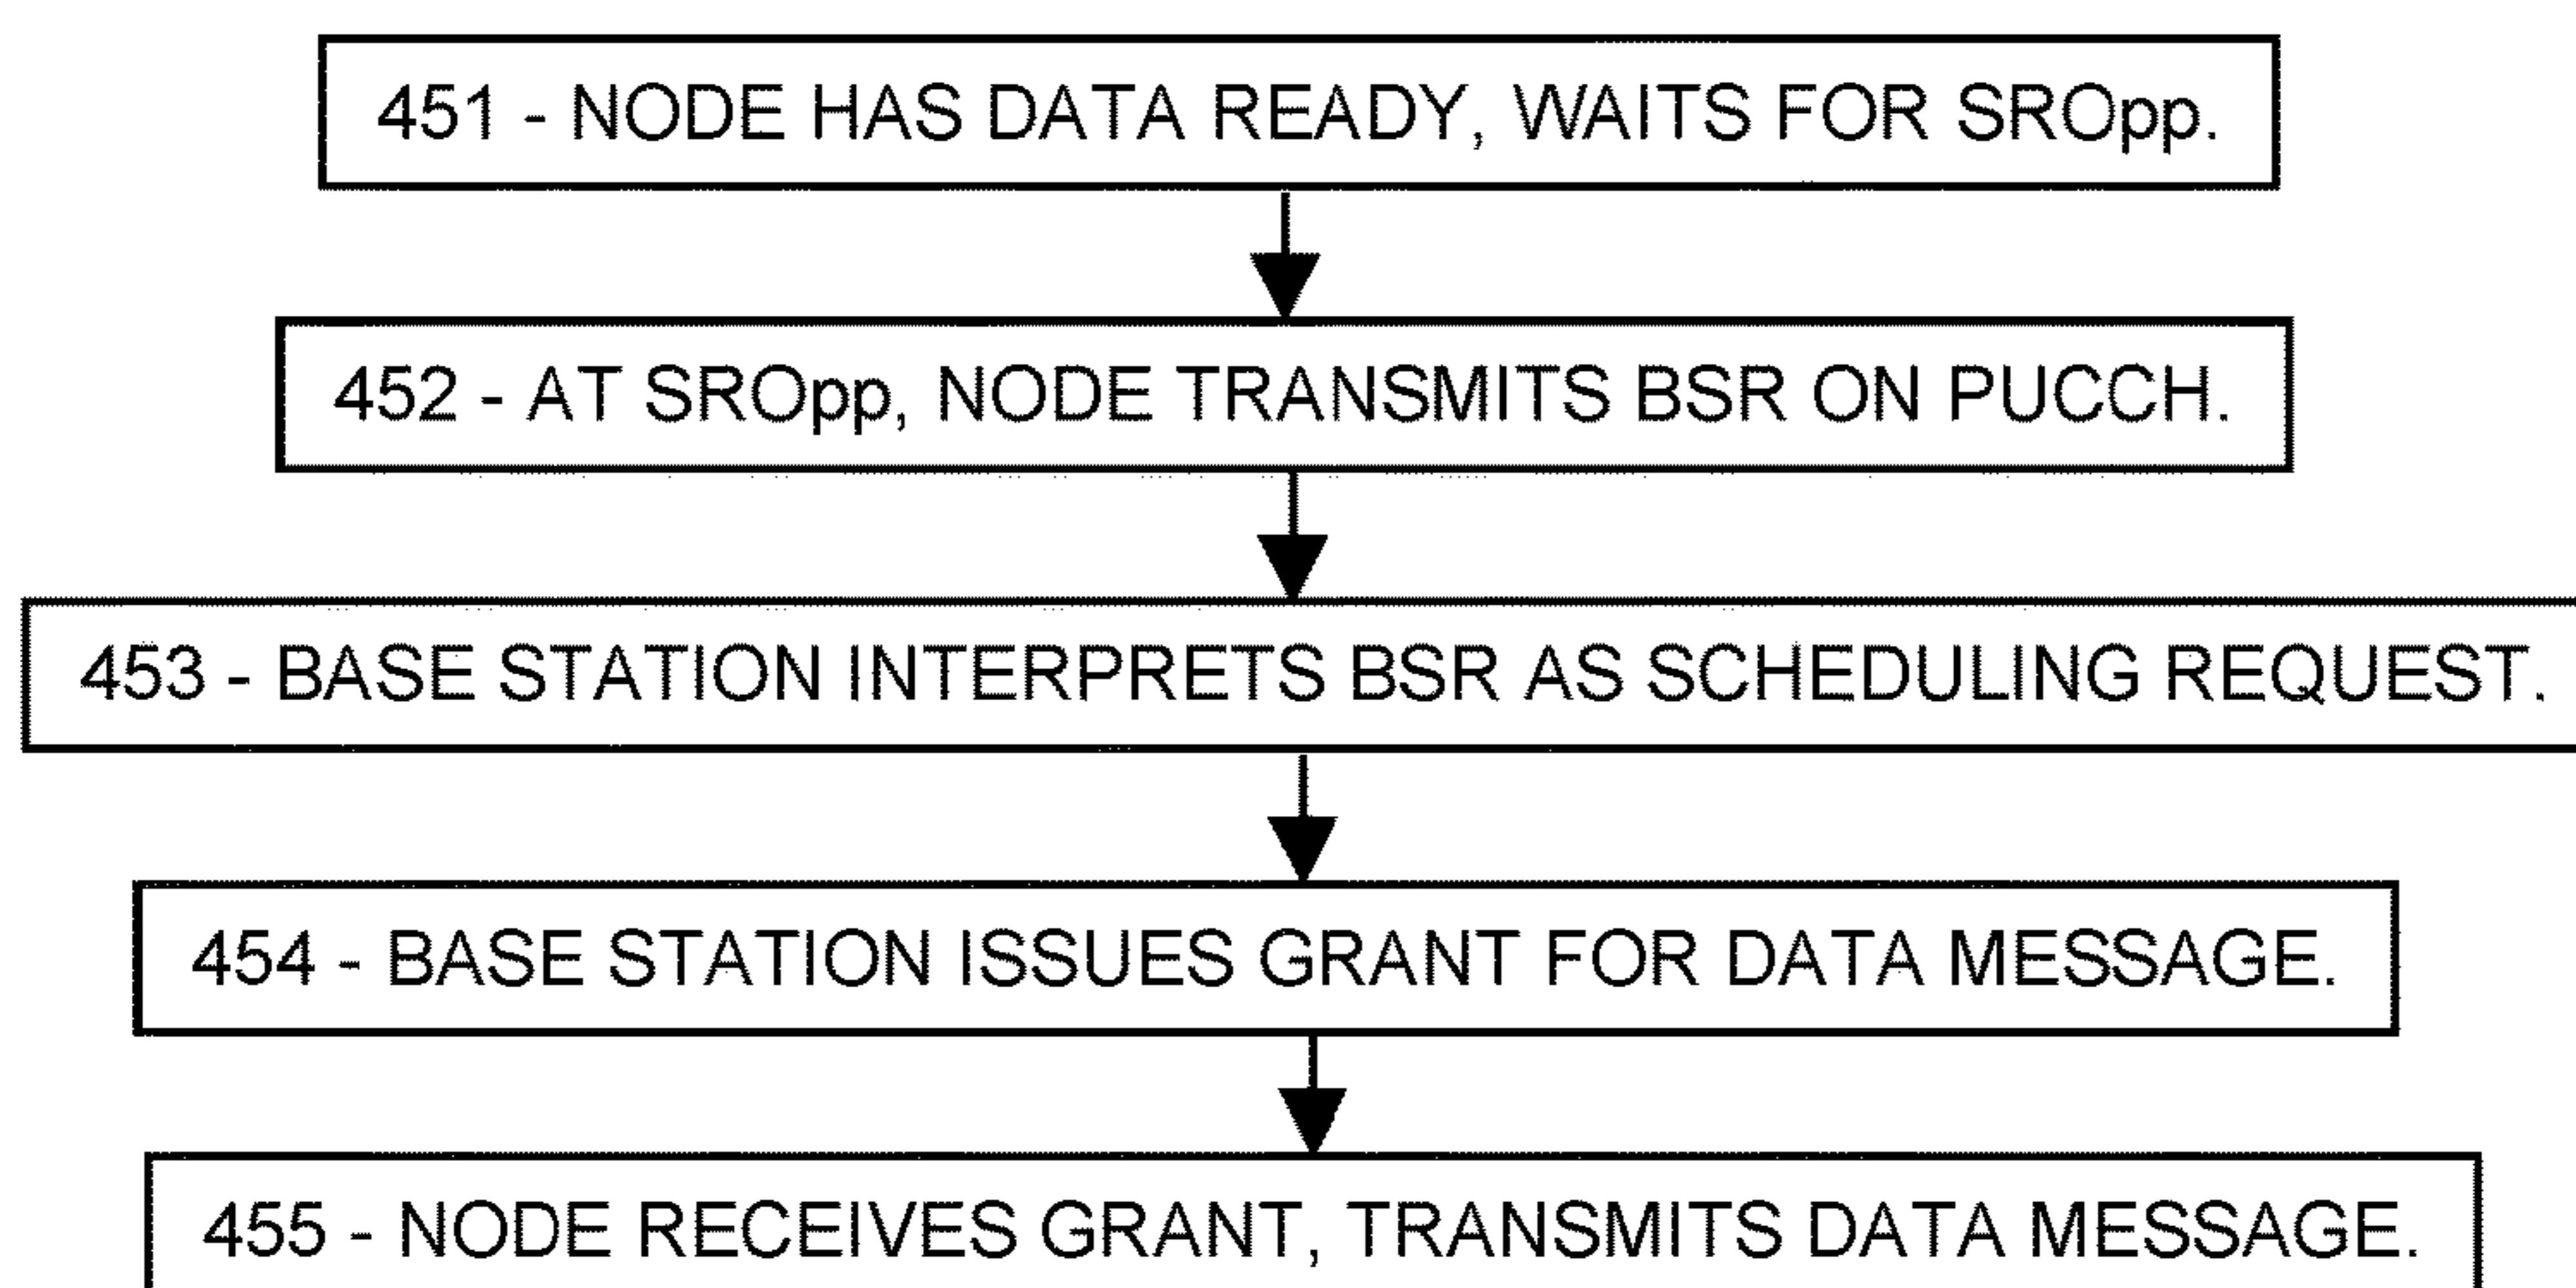 451 - NODE HAS DATA READY, WAITS FOR SROpp.
452 - AT SROpp, NODE TRANSMITS BSR ON PUCCH.
453 - BASE STATION INTERPRETS BSR AS SCHEDULING REQUEST.
454 - BASE STATION ISSUES GRANT FOR DATA MESSAGE.
455 - NODE RECEIVES GRANT, TRANSMITS DATA MESSAGE.